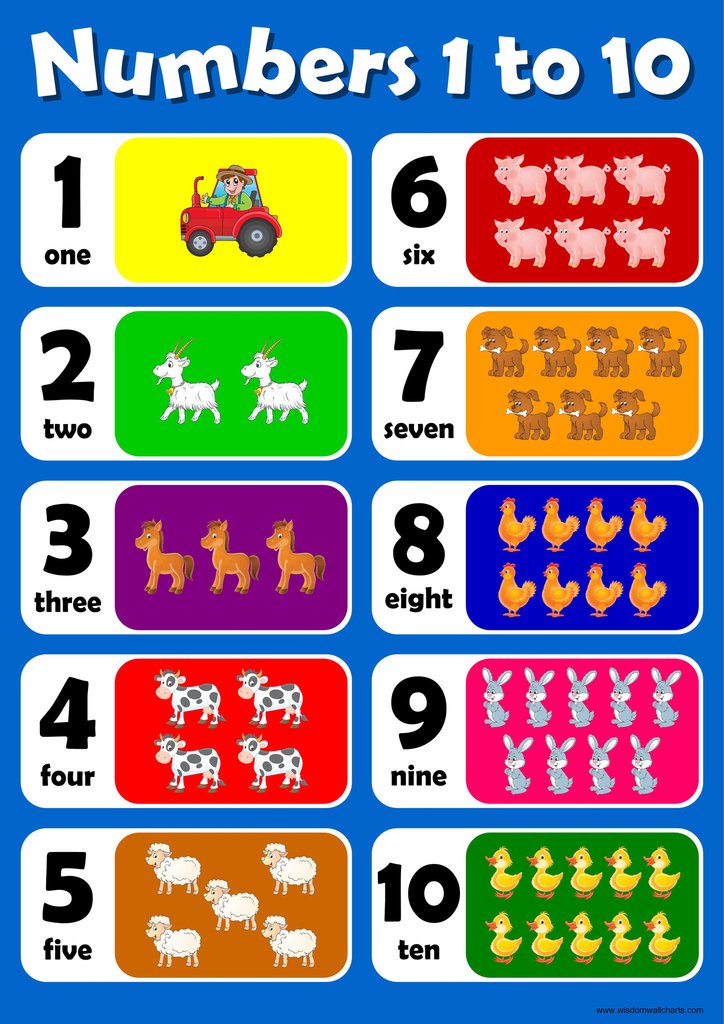 Numbers 1 to 10
1
one
2
two
3
three
4
four
5
five
6
six
7
seven
8
eight
9
nine
10
ten
www.wisdomwallcharts.com